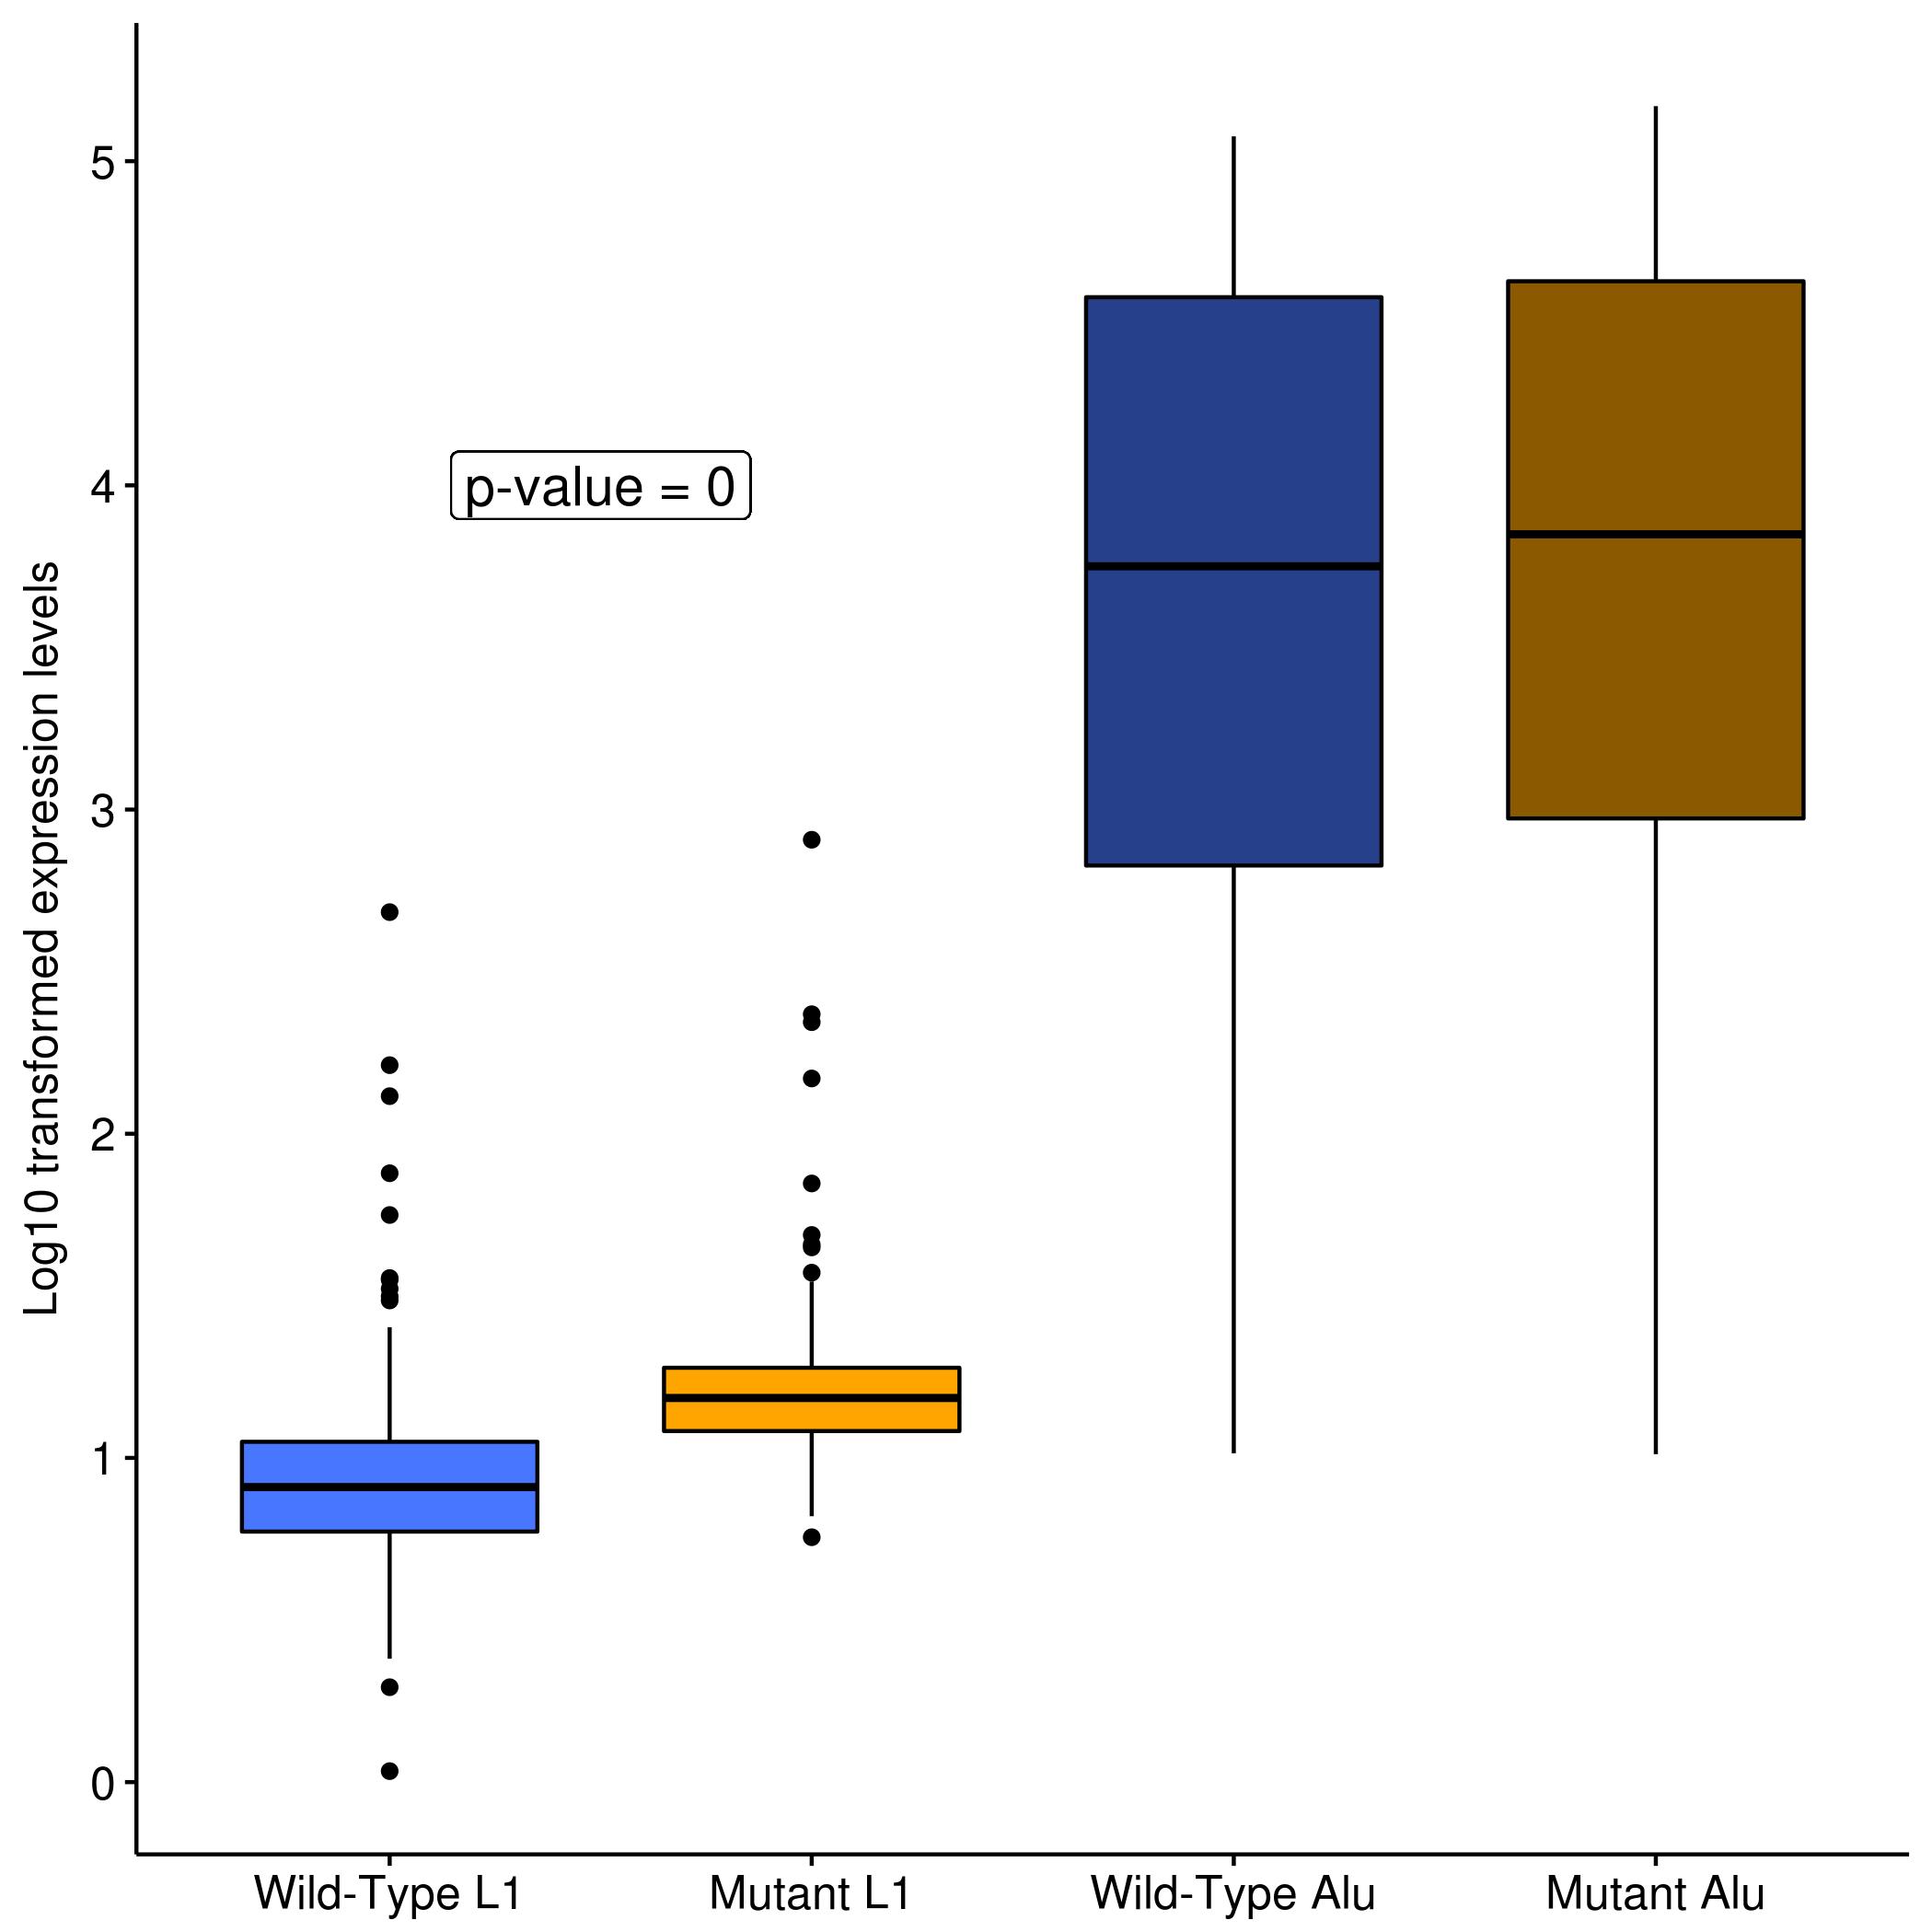 Log10 transformed expression levels
5
4
3
2
1
0
p-value = 0
Wild-Type L1
Mutant L1
Wild-Type Alu
Mutant Alu